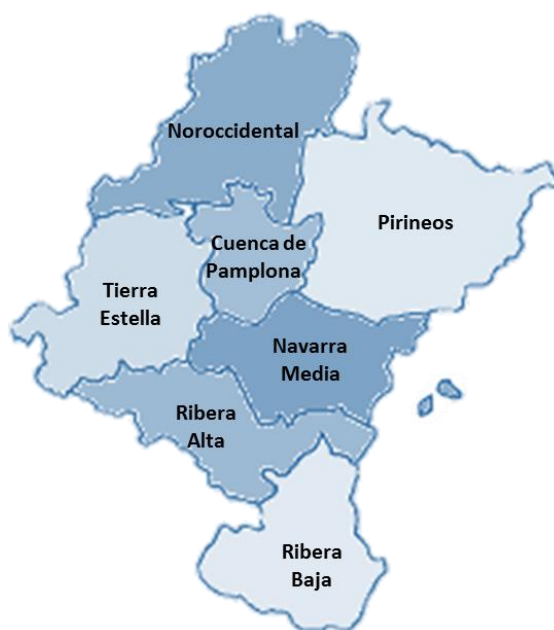 Noroccidental
Pirineos
Cuenca de
Pamplona
Tierra
Estella
Navarra
Media
Ribera
Alta
Ribera
Baja